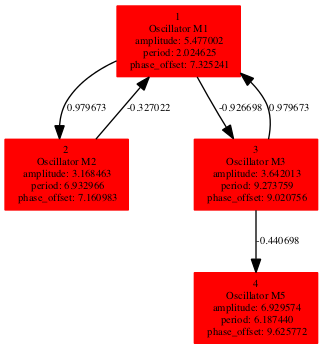 1
Oscillator M1
amplitude: 5.477002
period: 2.024625
phase_offset: 7.325241
0.979673
-0.327022
-0.926698
0.979673
2
Oscillator M2
amplitude: 3.168463
period: 6.932966
phase_offset: 7.160983
3
Oscillator M3
amplitude: 3.642013
period: 9.273759
phase_offset: 9.020756
-0.440698
4
Oscillator M5
amplitude: 6.929574
period: 6.187440
phase_offset: 9.625772